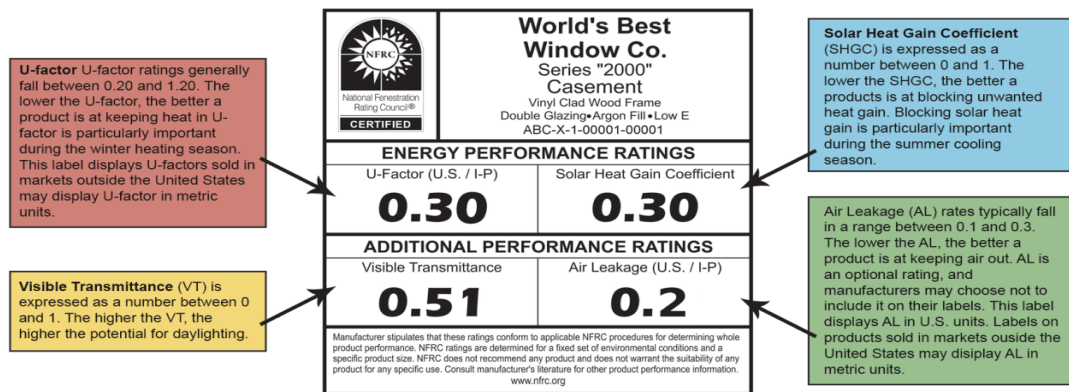 U-factor U-factor ratings generally
fall between 0.20 and 1.20. The
lower the U-factor, the better a
product is at keeping heat in U-
factor is particularly important
during the winter heating season.
This label displays U-factors sold in
markets outside the United States
may display U-factor in metric
units.
Visible Transmittance (VT) is
expressed as a number between 0
and 1. The higher the VT, the
higher the potential for daylighting.
NFRC
National Fenestration
Rating Council®
CERTIFIED
World's Best
Window Co.
Series "2000"
Casement
Vinyl Clad Wood Frame
Double Glazing•Argon Fill•Low E
ABC-X-1-00001-00001
ENERGY PERFORMANCE RATINGS
U-Factor (U.S. / I-P)
0.30
Solar Heat Gain Coefficient
0.30
ADDITIONAL PERFORMANCE RATINGS
Visible Transmittance
0.51
Air Leakage (U.S. / I-P)
0.2
Manufacturer stipulates that these ratings conform to applicable NFRC procedures for determining whole
product performance. NFRC ratings are determined for a fixed set of environmental conditions and a
specific product size. NFRC does not recommend any product and does not warrant the suitability of any
product for any specific use. Consult manufacturer's literature for other product performance information.
www.nfrc.org
Solar Heat Gain Coefficient
(SHGC) is expressed as a
number between 0 and 1. The
lower the SHGC, the better a
products is at blocking unwanted
heat gain. Blocking solar heat
gain is particularly important
during the summer cooling
season.
Air Leakage (AL) rates typically fall
in a range between 0.1 and 0.3.
The lower the AL, the better a
product is at keeping air out. AL is
an optional rating, and
manufacturers may choose not to
include it on their labels. This label
displays AL in U.S. units. Labels on
products sold in markets ouside the
United States may disiplay AL in
metric units.